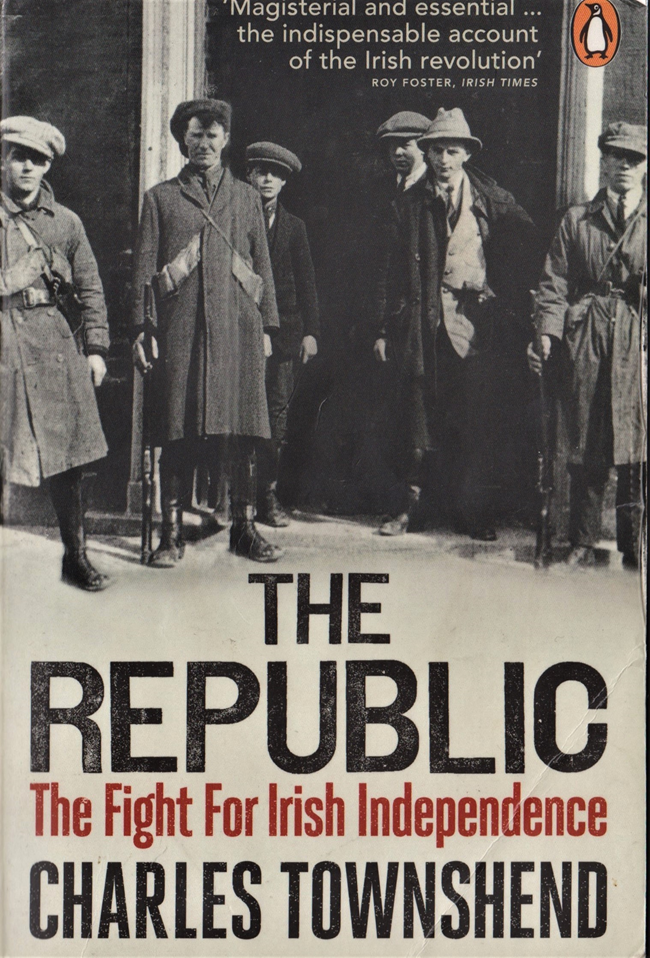 'Magisterial and essential ...
the indispensable account
of the Irish revolution'
ROY FOSTER, IRISH TIMES
THE
REPUBLIC
The Fight For Irish Independence
CHARLES TOWNSHEND